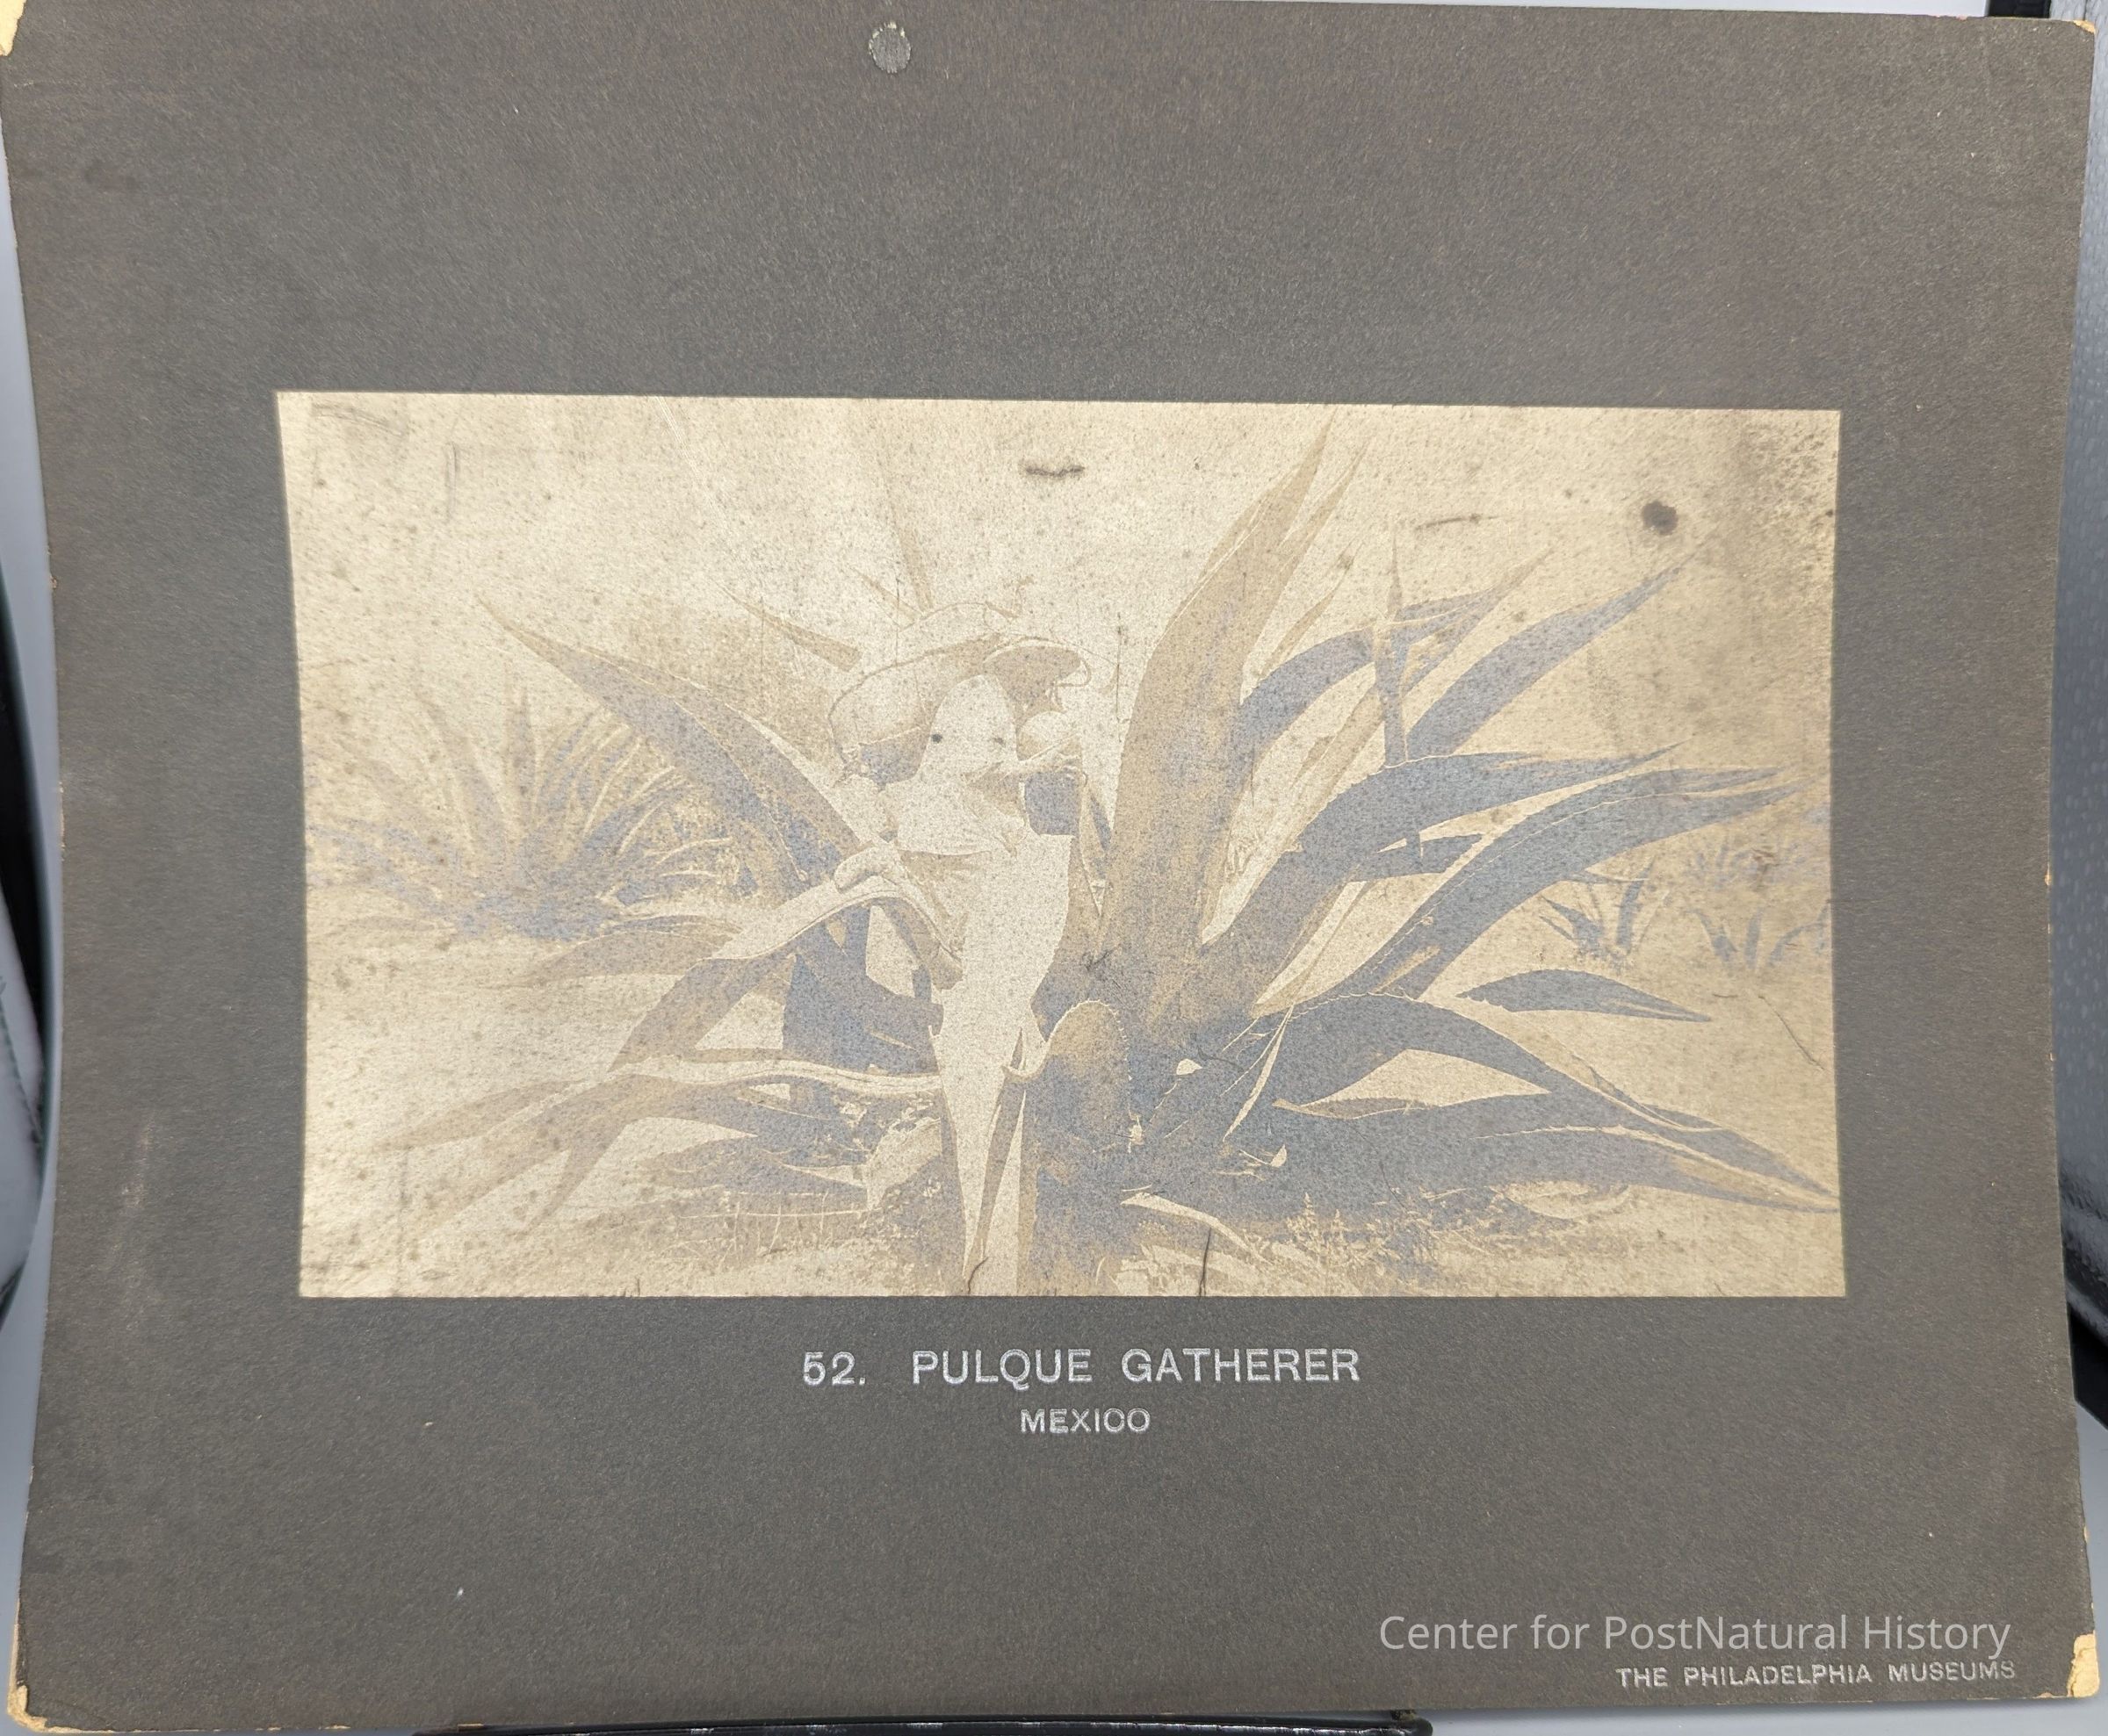 52. PULQUE GATHERER
MEXICO
Center for PostNatural History
THE PHILADELPHIA MUSEUMS